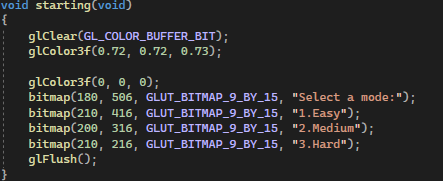 void starting(void)
{
glClear(GL_COLOR_BUFFER_BIT);
glColor3f(0.72, 0.72, 0.73);
glColor3f(0, 0, 0);
bitmap(180, 506, GLUT_BITMAP_9_BY_15, "Select a mode:");
bitmap(210, 416, GLUT_BITMAP_9_BY_15, "1.Easy");
bitmap(200, 316, GLUT_BITMAP_9_BY_15, "2.Medium");
bitmap(210, 216, GLUT_BITMAP_9_BY_15, "3.Hard");
glFlush();
}